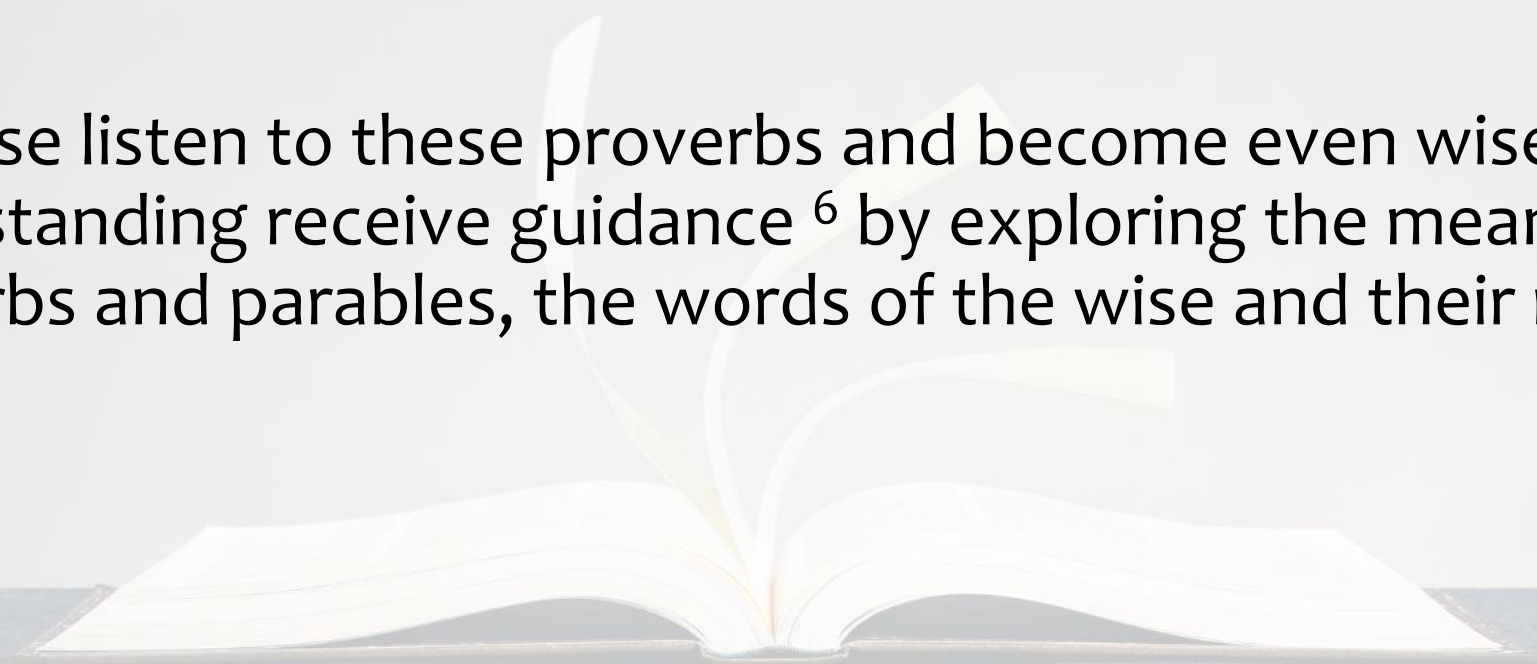 se listen to these proverbs and become even wise
standing receive guidance ⁶ by exploring the mean
rbs and parables, the words of the wise and their